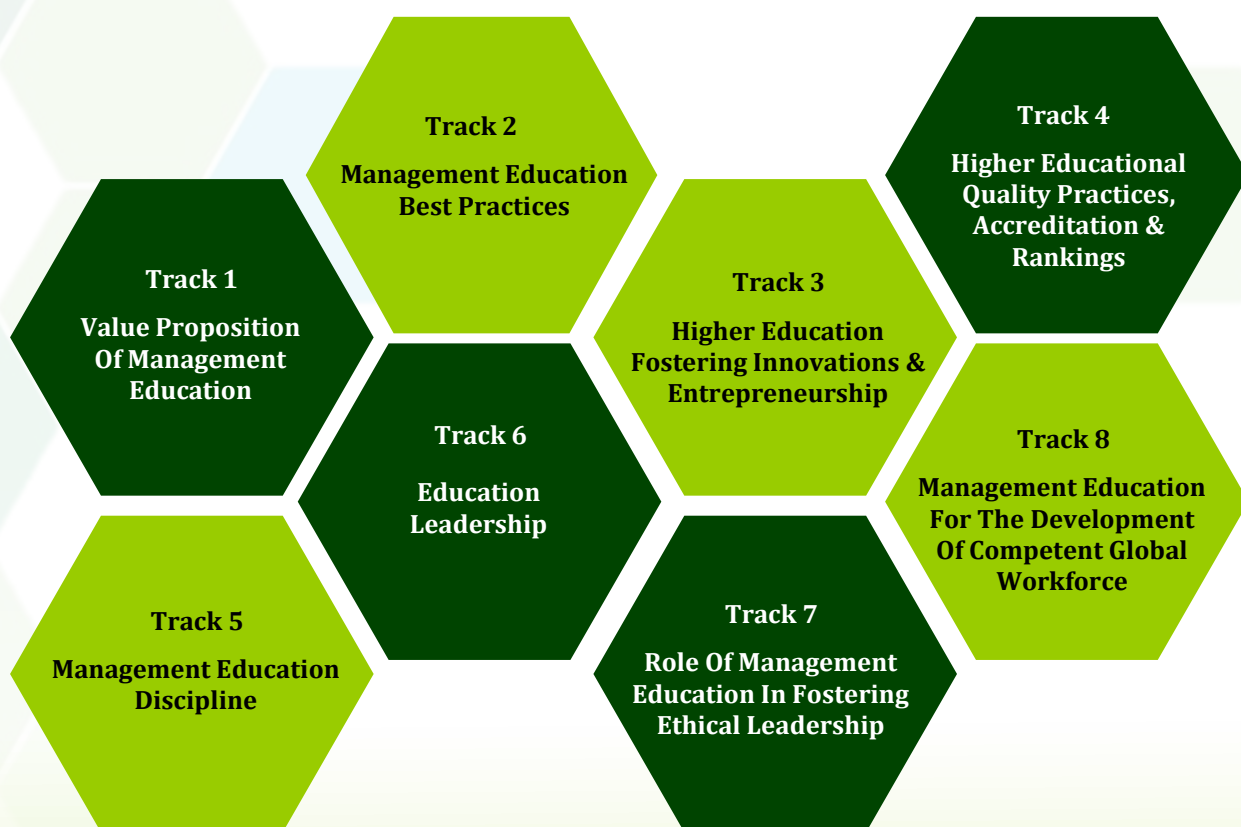 Track 1
Value Proposition
Of Management
Education
Track 2
Management Education
Best Practices
Track 3
Higher Education
Fostering Innovations &
Entrepreneurship
Track 4
Higher Educational
Quality Practices,
Accreditation &
Rankings
Track 5
Management Education
Discipline
Track 6
Education
Leadership
Track 7
Role Of Management
Education In Fostering
Ethical Leadership
Track 8
Management Education
For The Development
Of Competent Global
Workforce